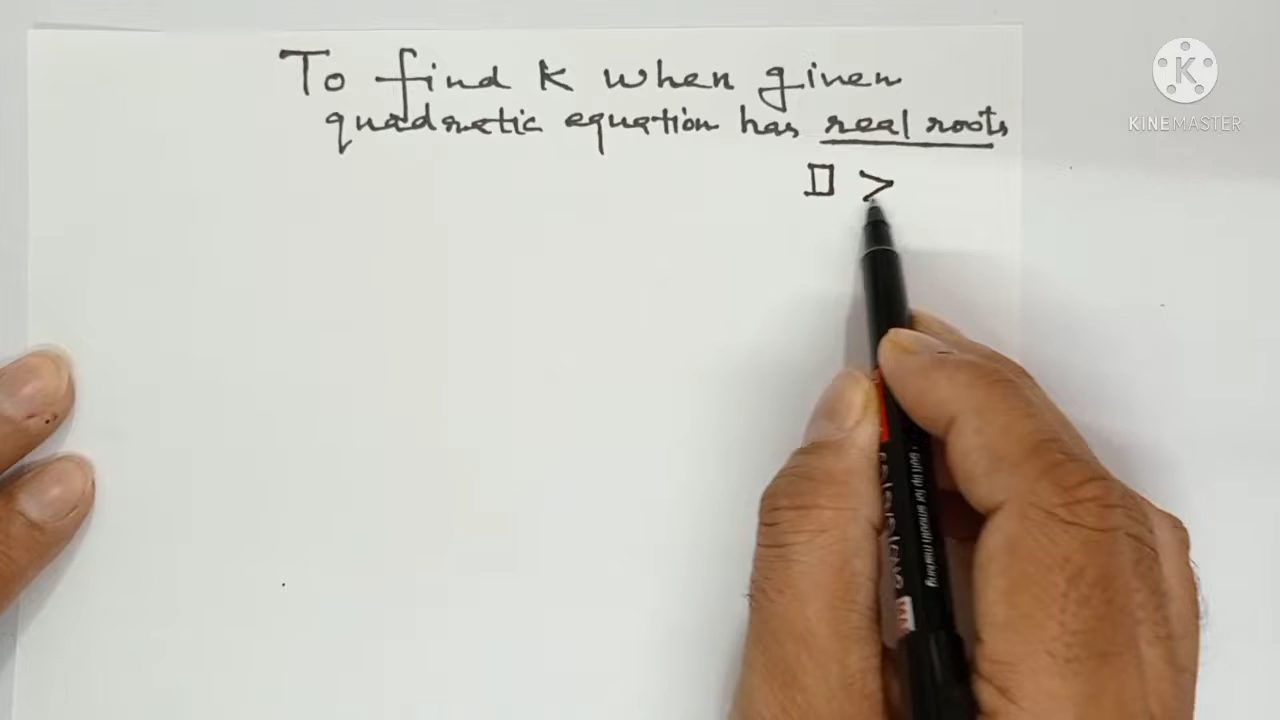 To find K when given
quadratic equation has real roots
D >
K
KINEMASTER